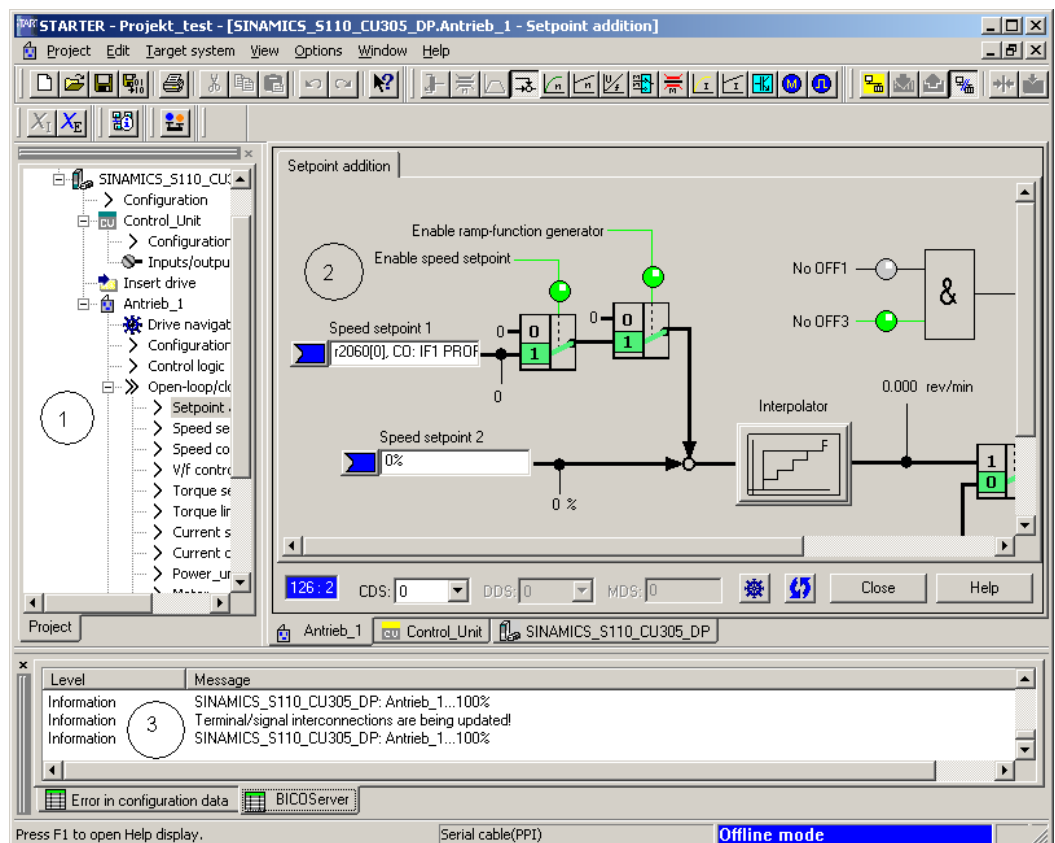 STARTER - Projekt_test - [SINAMICS_S110_CU305_DP.Antrieb_1 - Setpoint addition]
Project Edit Target system View Options Window Help
SINAMICS_S110_CU
Configuration
Control_Unit
Configuration
Inputs/outpu
Insert drive
Antrieb_1
Drive navigat
Configuration
Control logic
Open-loop/clo
Setpoint
Speed se
Speed co
V/f contro
Torque se
Torque lir
Current s
Current c
Power_ur
Project
1
Setpoint addition
Enable ramp-function generator
2
Enable speed setpoint
No OFF1
&
No OFF3
Speed setpoint 1
r2060[0], CO: IF1 PROF
0
0
1
0
0
1
0
Speed setpoint 2
0%
0 %
Interpolator
F
0.000 rev/min
1
0
126 : 2 CDS: 0 DDS: 0 MDS: 0 Close Help
Antrieb_1 Control_Unit SINAMICS_S110_CU305_DP
Level Message
Information SINAMICS_S110_CU305_DP: Antrieb_1...100%
Information Terminal/signal interconnections are being updated!
Information SINAMICS_S110_CU305_DP: Antrieb_1...100%
3
Error in configuration data BICOServer
Press F1 to open Help display. Serial cable(PPI) Offline mode